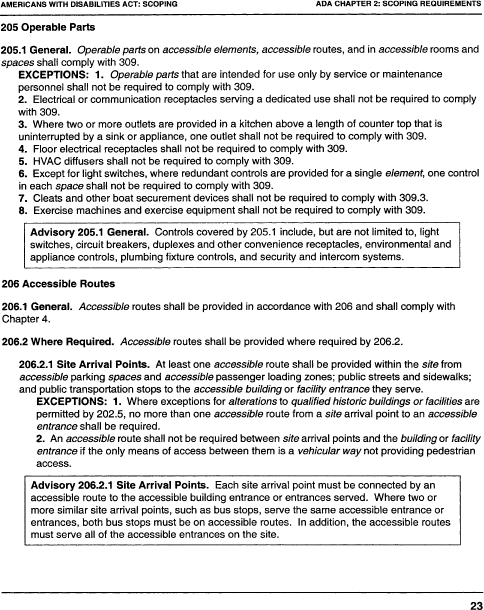 AMERICANS WITH DISABILITIES ACT: SCOPING
ADA CHAPTER 2: SCOPING REQUIREMENTS
205 Operable Parts
205.1 General. Operable parts on accessible elements, accessible routes, and in accessible rooms and
spaces shall comply with 309.
EXCEPTIONS: 1. Operable parts that are intended for use only by service or maintenance
personnel shall not be required to comply with 309.
2. Electrical or communication receptacles serving a dedicated use shall not be required to comply
with 309.
3. Where two or more outlets are provided in a kitchen above a length of counter top that is
uninterrupted by a sink or appliance, one outlet shall not be required to comply with 309.
4. Floor electrical receptacles shall not be required to comply with 309.
5. HVAC diffusers shall not be required to comply with 309.
6. Except for light switches, where redundant controls are provided for a single element, one control
in each space shall not be required to comply with 309.
7. Cleats and other boat securement devices shall not be required to comply with 309.3.
8. Exercise machines and exercise equipment shall not be required to comply with 309.
Advisory 205.1 General. Controls covered by 205.1 include, but are not limited to, light
switches, circuit breakers, duplexes and other convenience receptacles, environmental and
appliance controls, plumbing fixture controls, and security and intercom systems.
206 Accessible Routes
206.1 General. Accessible routes shall be provided in accordance with 206 and shall comply with
Chapter 4.
206.2 Where Required. Accessible routes shall be provided where required by 206.2.
206.2.1 Site Arrival Points. At least one accessible route shall be provided within the site from
accessible parking spaces and accessible passenger loading zones; public streets and sidewalks;
and public transportation stops to the accessible building or facility entrance they serve.
EXCEPTIONS: 1. Where exceptions for alterations to qualified historic buildings or facilities are
permitted by 202.5, no more than one accessible route from a site arrival point to an accessible
entrance shall be required.
2. An accessible route shall not be required between site arrival points and the building or facility
entrance if the only means of access between them is a vehicular way not providing pedestrian
access.
Advisory 206.2.1 Site Arrival Points. Each site arrival point must be connected by an
accessible route to the accessible building entrance or entrances served. Where two or
more similar site arrival points, such as bus stops, serve the same accessible entrance or
entrances, both bus stops must be on accessible routes. In addition, the accessible routes
must serve all of the accessible entrances on the site.
23